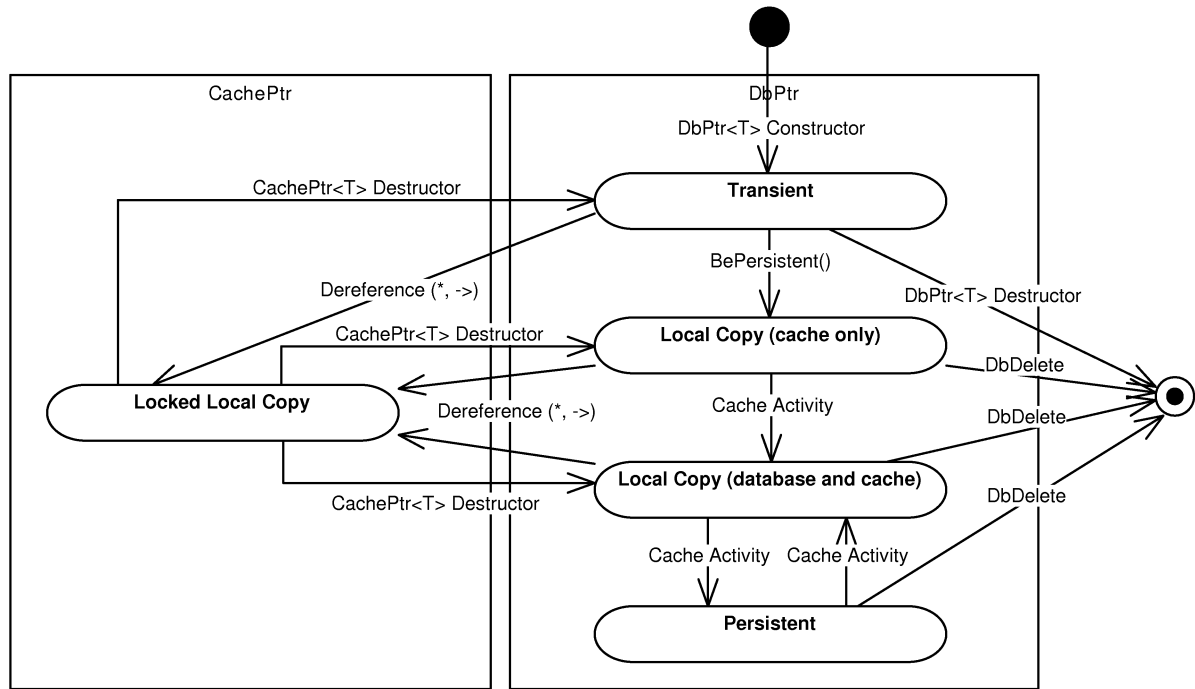 CachePtr
DbPtr
DbPtr<T> Constructor
CachePtr<T> Destructor
Transient
BePersistent()
Dereference (*, ->)
DbPtr<T> Destructor
CachePtr<T> Destructor
Local Copy (cache only)
DbDelete
Locked Local Copy
Dereference (*, ->)
Cache Activity
DbDelete
Local Copy (database and cache)
CachePtr<T> Destructor
DbDelete
Cache Activity
Cache Activity
Persistent